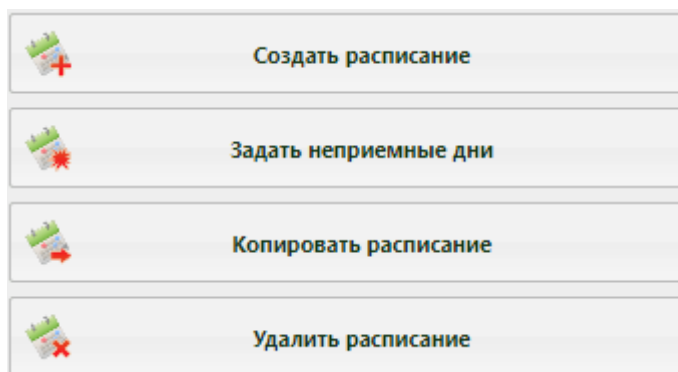 Создать расписание
Задать неприемные дни
Копировать расписание
Удалить расписание